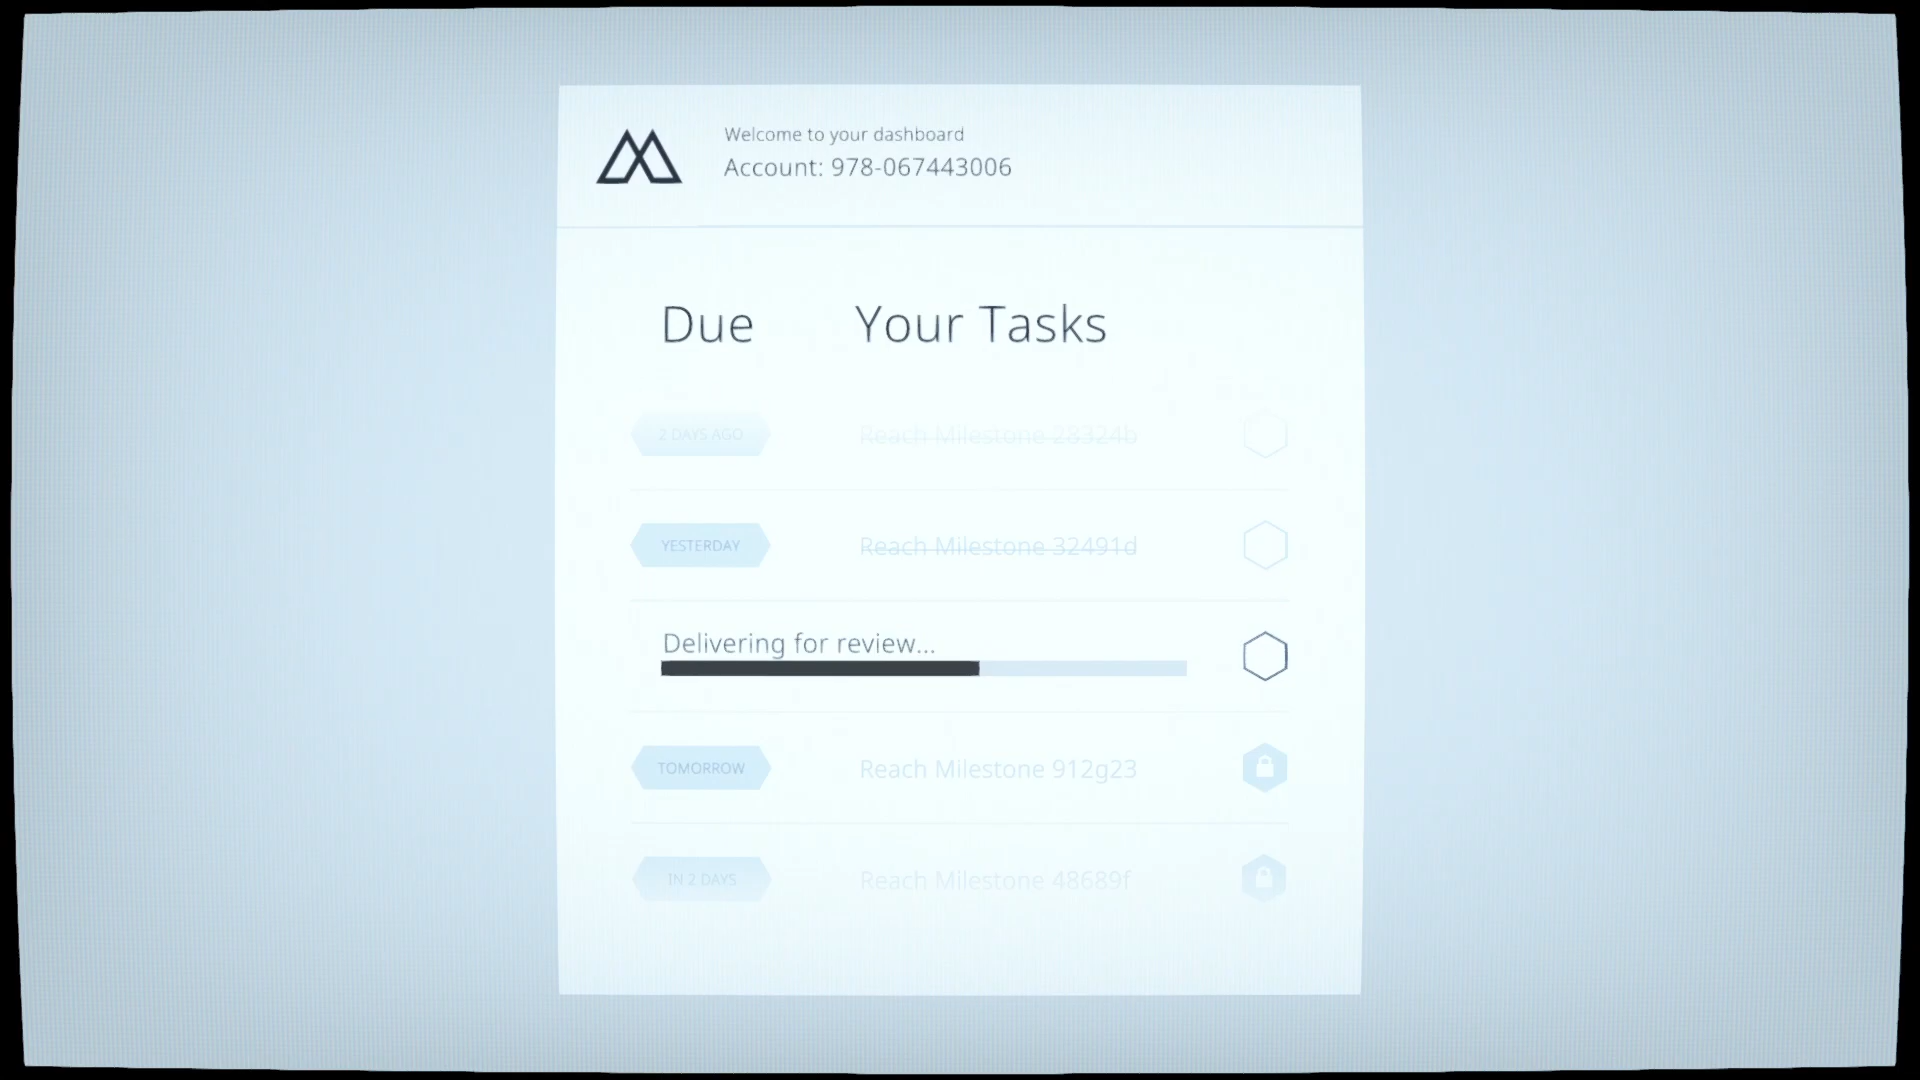 Welcome to your dashboard
Account: 978-067443006
Due Your Tasks
2 DAYS AGO Reach Milestone 28324b
YESTERDAY Reach Milestone 32491d
Delivering for review...
TOMORROW Reach Milestone 912g23
IN 2 DAYS Reach Milestone 48689f